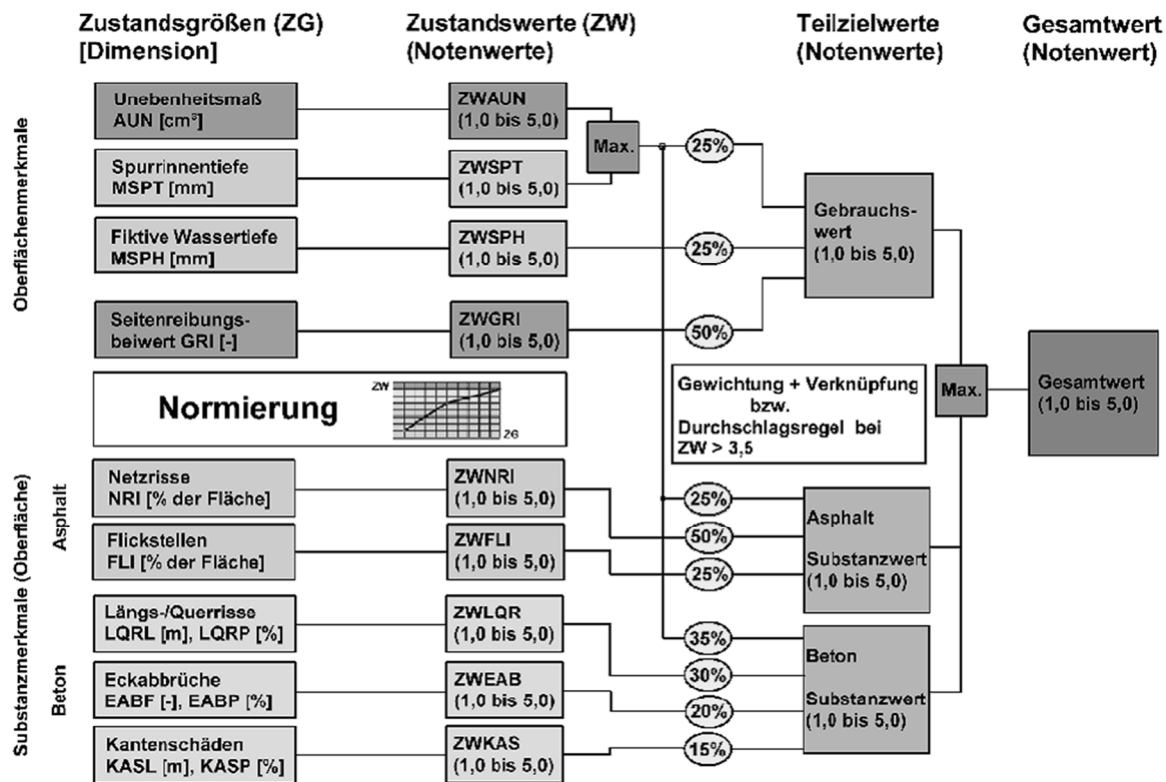 Zustandsgrößen (ZG)
[Dimension]
Zustandswerte (ZW)
(Notenwerte)
Teilzielwerte
(Notenwerte)
Gesamtwert
(Notenwert)
Oberflächenmerkmale
Unebenheitsmaß
AUN [cm³]
ZWAUN
(1,0 bis 5,0)
Max.
25%
Spurrinnentiefe
MSPT [mm]
ZWSPT
(1,0 bis 5,0)
Fiktive Wassertiefe
MSPH [mm]
ZWSPH
(1,0 bis 5,0)
25%
Gebrauchs-
wert
(1,0 bis 5,0)
Seitenreibungs-
beiwert GRI [-]
ZWGRI
(1,0 bis 5,0)
50%
Normierung
ZW
ZG
Gewichtung + Verknüpfung
bzw.
Durchschlagsregel bei
ZW > 3,5
Max.
Gesamtwert
(1,0 bis 5,0)
Substanzmerkmale (Oberfläche)
Asphalt
Netzrisse
NRI [% der Fläche]
ZWNRI
(1,0 bis 5,0)
25%
50%
Flickstellen
FLI [% der Fläche]
ZWFLI
(1,0 bis 5,0)
25%
Asphalt
Substanzwert
(1,0 bis 5,0)
Beton
Längs-/Querrisse
LQRL [m], LQRP [%]
ZWLQR
(1,0 bis 5,0)
35%
30%
Eckabbrüche
EABF [-], EABP [%]
ZWEAB
(1,0 bis 5,0)
20%
Kantenschäden
KASL [m], KASP [%]
ZWKAS
(1,0 bis 5,0)
15%
Beton
Substanzwert
(1,0 bis 5,0)